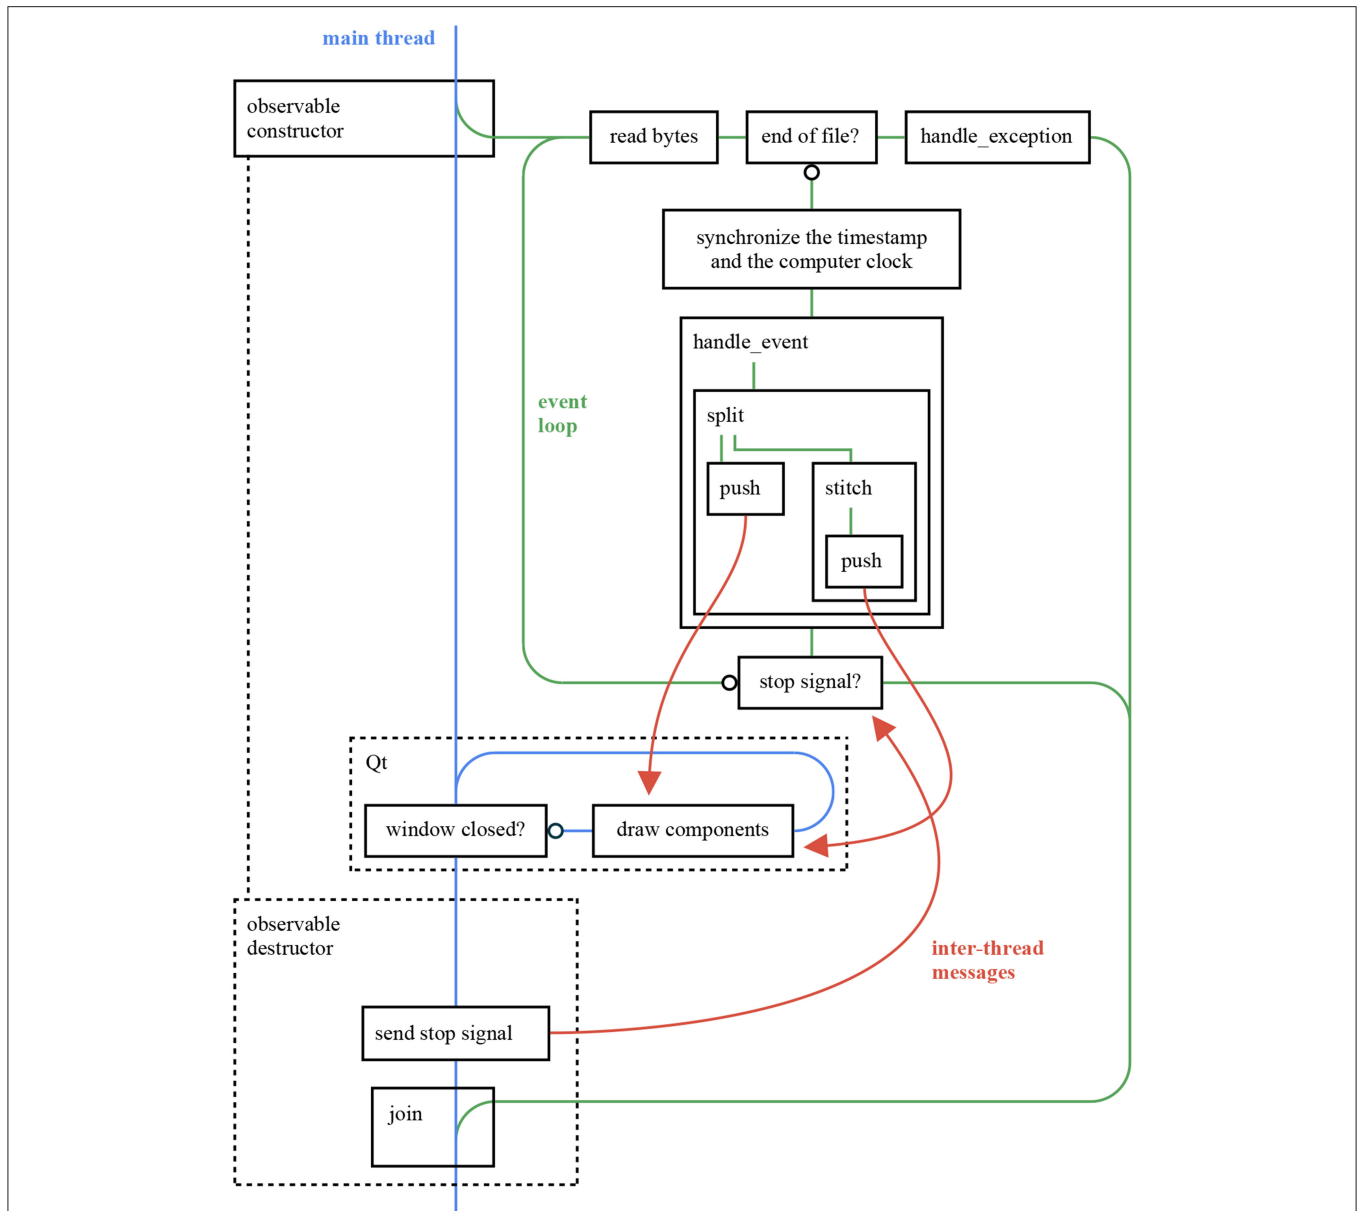 main thread
observable
constructor
read bytes
end of file?
handle_exception
synchronize the timestamp
and the computer clock
handle_event
event
loop
split
push
stitch
push
stop signal?
Qt
window closed?
draw components
observable
destructor
inter-thread
messages
send stop signal
join